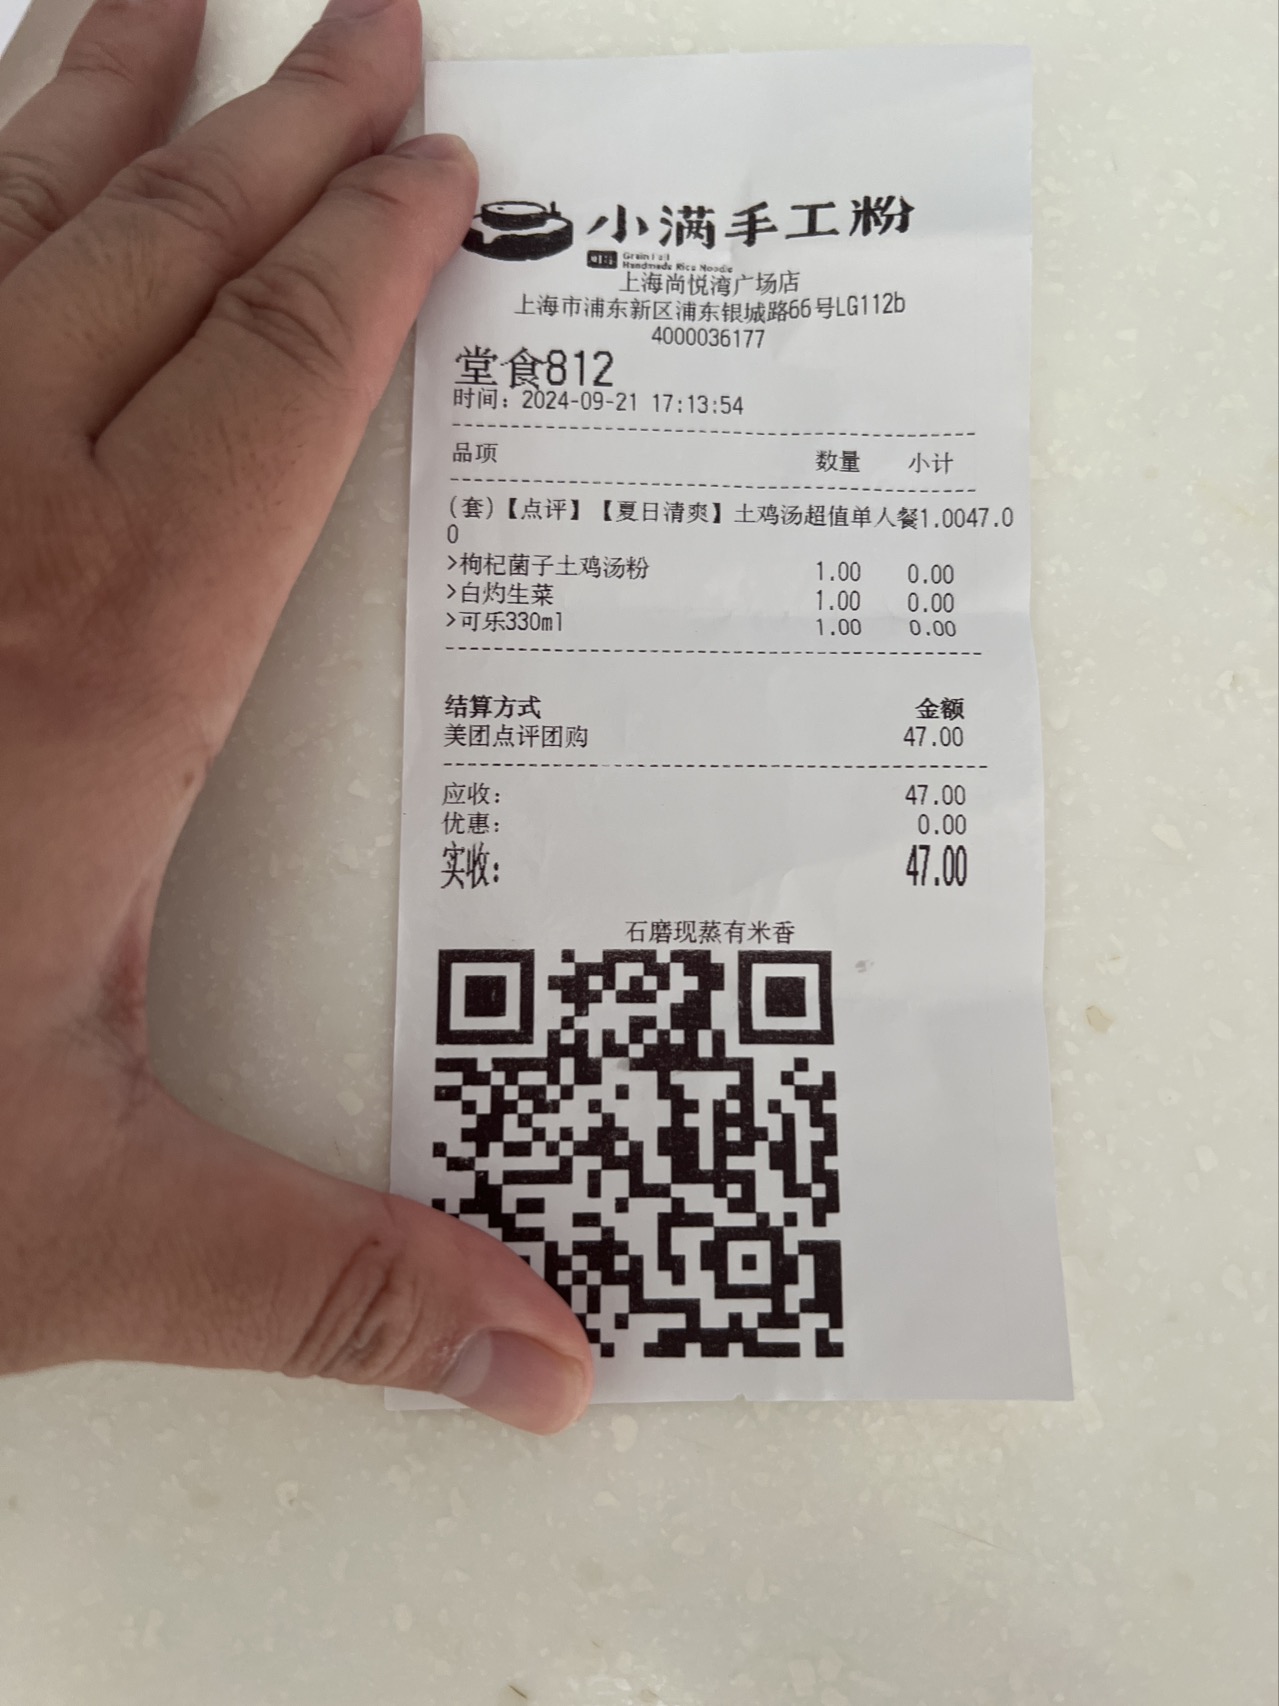 小满手工粉
Grain Full
Handmade Rice Noodle
上海尚悦湾广场店
上海市浦东新区浦东银城路66号LG112b
4000036177
堂食812
时间：2024-09-21 17:13:54
品项 数量 小计
(套)【点评】【夏日清爽】土鸡汤超值单人餐1.0047.0
0
>枸杞菌子土鸡汤粉 1.00 0.00
>白灼生菜 1.00 0.00
>可乐330ml 1.00 0.00
结算方式 金额
美团点评团购 47.00
应收: 47.00
优惠: 0.00
实收: 47.00
石磨现蒸有米香